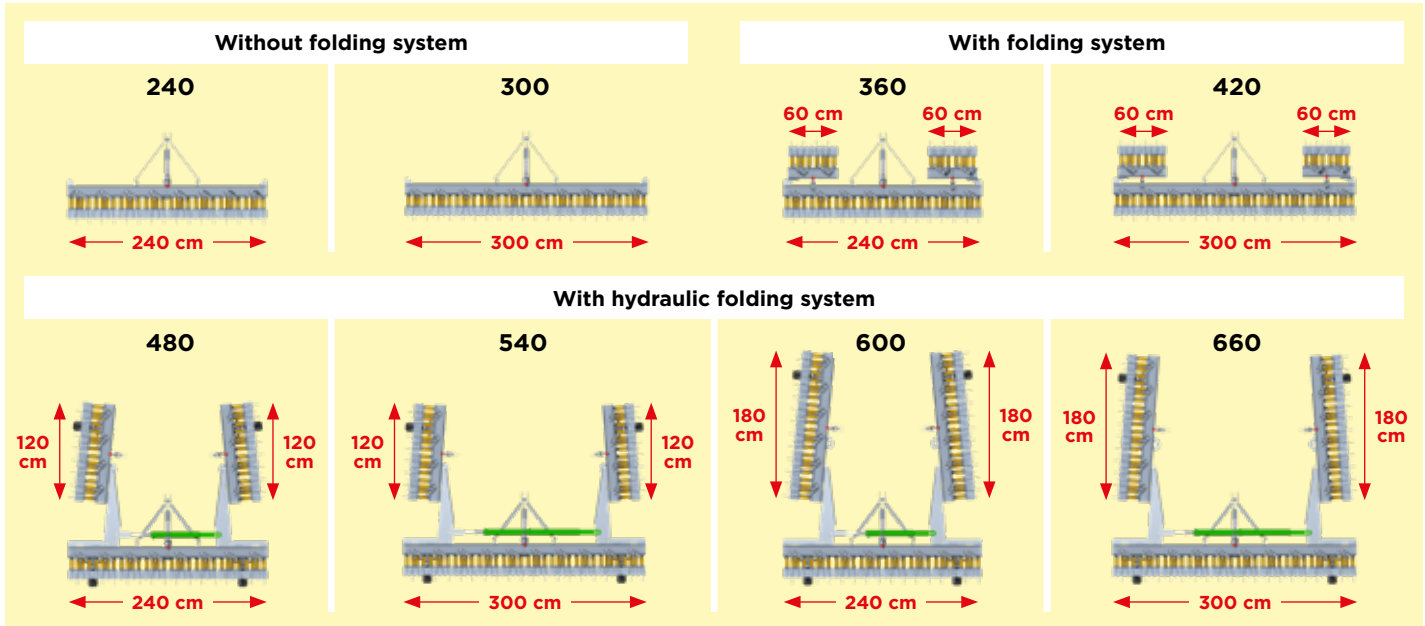 Without folding system
With folding system
240
300
360
420
60 cm
60 cm
60 cm
60 cm
240 cm
300 cm
240 cm
300 cm
With hydraulic folding system
480
540
600
660
120
cm
120
cm
120
cm
120
cm
180
cm
180
cm
180
cm
180
cm
240 cm
300 cm
240 cm
300 cm